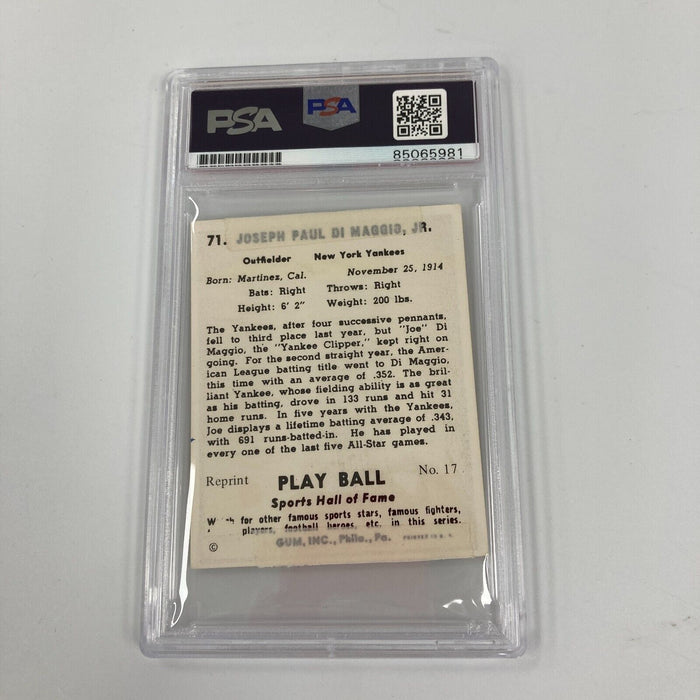 PSA PSA
85065981
71. JOSEPH PAUL DI MAGGIO, JR.
Outfielder New York Yankees
Born: Martinez, Cal. November 25, 1914
Bats: Right Throws: Right
Height: 6' 2" Weight: 200 lbs.
The Yankees, after four successive pennants,
fell to third place last year, but "Joe" Di
Maggio, the "Yankee Clipper," kept right on
going. For the second straight year, the Amer-
ican League batting title went to Di Maggio,
this time with an average of .352. The bril-
liant Yankee, whose fielding ability is as great
as his batting, drove in 133 runs and hit 31
home runs. In five years with the Yankees,
Joe displays a lifetime batting average of .343,
with 691 runs-batted-in. He has played in
every one of the last five All-Star games.
Reprint PLAY BALL No. 17
Sports Hall of Fame
for other famous sports stars, famous fighters,
players, football heroes, etc. in this series.
© GUM, INC., Phila., Pa. PRINTED IN U. S.